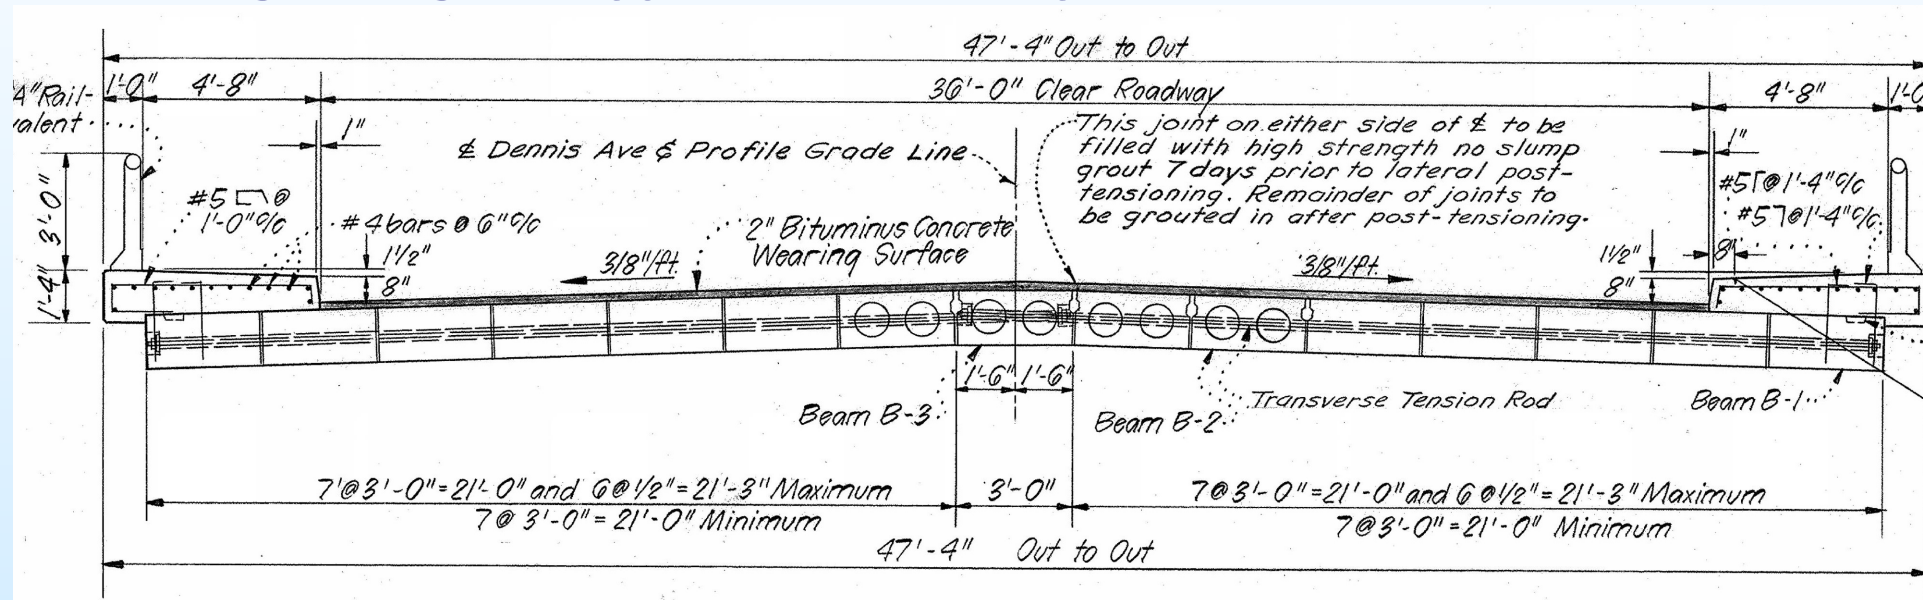 47'-4" Out to Out
1'-0" 4'-8" 36'-0" Clear Roadway 4'-8" 1'-0
4" Rail-
valent
1" 1"
℄ Dennis Ave & Profile Grade Line
This joint on either side of ℄ to be
filled with high strength no slump
grout 7 days prior to lateral post-
tensioning. Remainder of joints to
be grouted in after post-tensioning.
3'-0"
1'-4"
#5 @
1'-0" c/c
#4 bars @ 6" c/c
1½"
8"
2" Bituminus Concrete
Wearing Surface
3/8"/ft.
3/8"/ft.
#5 @ 1'-4" c/c
#5 @ 1'-4" c/c
1½" 8"
8"
1'-6" 1'-6"
Beam B-3
Beam B-2
Transverse Tension Rod
Beam B-1
7'@3'-0"=21'-0" and 6@1/2"=21'-3" Maximum
7@3'-0"=21'-0" Minimum
3'-0"
7@3'-0"=21'-0" and 6@1/2"=21'-3" Maximum
7@3'-0"=21'-0" Minimum
47'-4" Out to Out